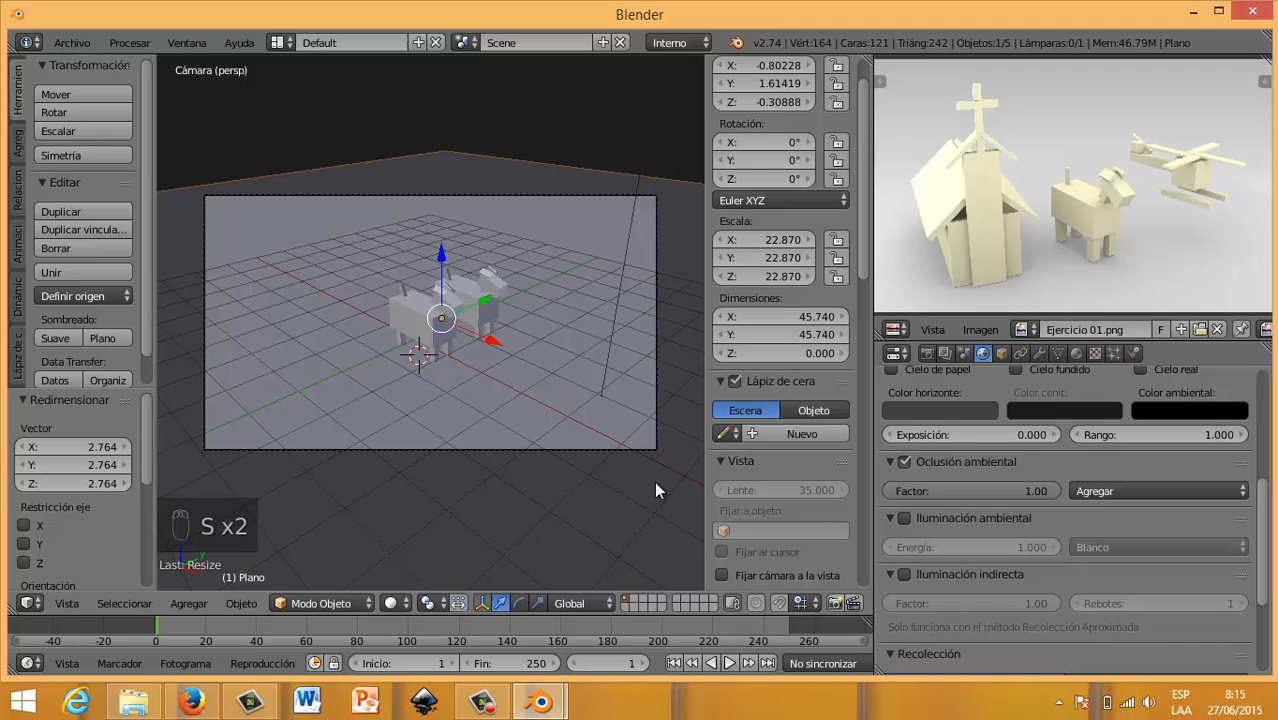 Blender
Archivo Procesar Ventana Ayuda Default Scene Interno v2.74 | Vért:164 | Caras:121 | Triáng:242 | Objetos:1/5 | Lámparas:0/1 | Mem:46.79M | Plano
Herramien
Agreg
Relacion
Animaci
Dinámic
Lápiz de c
Transformación
Mover
Rotar
Escalar
Simetría
Editar
Duplicar
Duplicar vincula...
Borrar
Unir
Definir origen
Sombreado:
Suave Plano
Data Transfer:
Datos Organiz
Redimensionar
Vector
X: 2.764
Y: 2.764
Z: 2.764
Restricción eje
X
Y
Z
Orientación
Cámara (persp)
S x2
Last: Resize
(1) Plano
X: -0.80228
Y: 1.61419
Z: -0.30888
Rotación:
X: 0°
Y: 0°
Z: 0°
Euler XYZ
Escala:
X: 22.870
Y: 22.870
Z: 22.870
Dimensiones:
X: 45.740
Y: 45.740
Z: 0.000
Lápiz de cera
Escena Objeto
Nuevo
Vista
Lente: 35.000
Fijar a objeto:
Fijar al cursor
Fijar cámara a la vista
Vista Imagen Ejercicio 01.png F
Cielo de papel Cielo fundido Cielo real
Color horizonte: Color cénit: Color ambiental:
Exposición: 0.000 Rango: 1.000
Oclusión ambiental
Factor: 1.00 Agregar
Iluminación ambiental
Energía: 1.000 Blanco
Iluminación indirecta
Factor: 1.00 Rebotes: 1
Solo funciona con el método Recolección Aproximada
Recolección
Vista Seleccionar Agregar Objeto Modo Objeto Global
-40 -20 0 20 40 60 80 100 120 140 160 180 200 220 240 260
Vista Marcador Fotograma Reproducción Inicio: 1 Fin: 250 1 No sincronizar
ESP 8:15
LAA 27/06/2015